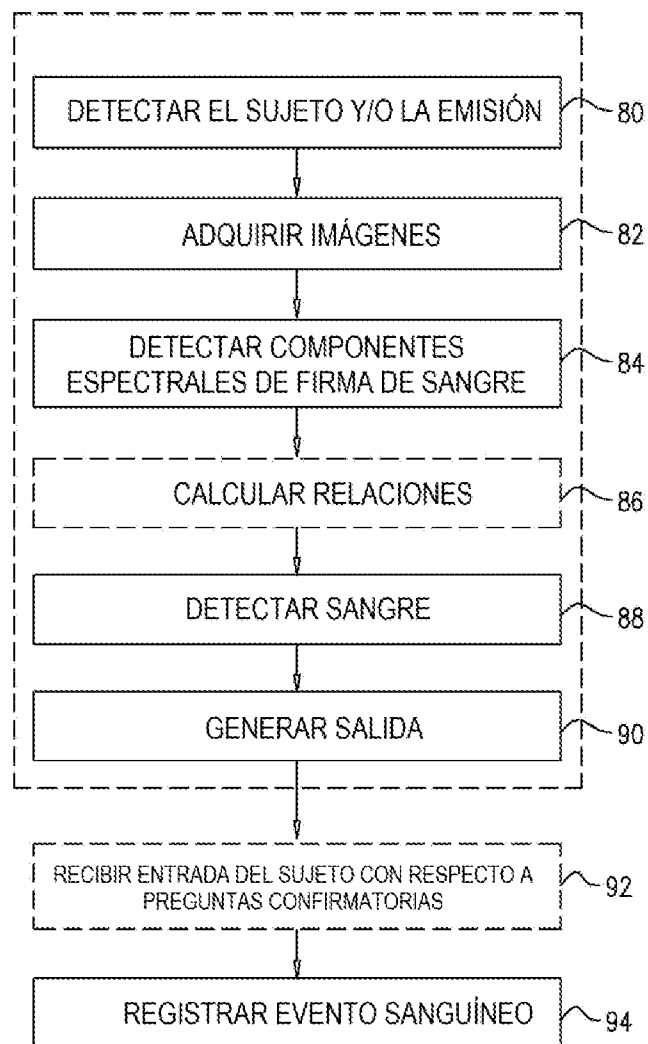 DETECTAR EL SUJETO Y/O LA EMISIÓN
80
ADQUIRIR IMÁGENES
82
DETECTAR COMPONENTES
ESPECTRALES DE FIRMA DE SANGRE
84
CALCULAR RELACIONES
86
DETECTAR SANGRE
88
GENERAR SALIDA
90
RECIBIR ENTRADA DEL SUJETO CON RESPECTO A
PREGUNTAS CONFIRMATORIAS
92
REGISTRAR EVENTO SANGUÍNEO
94